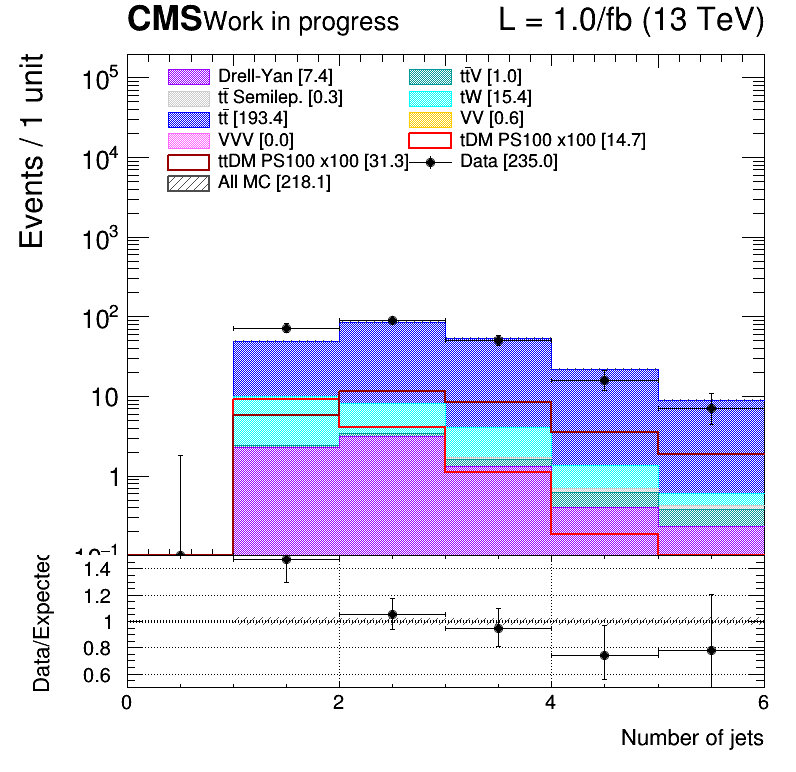 CMS Work in progress L = 1.0/fb (13 TeV)
Events / 1 unit
10⁵
10⁴
10³
10²
10
1
10⁻¹
Drell-Yan [7.4] tt̄V [1.0]
tt̄ Semilep. [0.3] tW [15.4]
tt̄ [193.4] VV [0.6]
VVV [0.0] tDM PS100 x100 [14.7]
ttDM PS100 x100 [31.3] Data [235.0]
All MC [218.1]
Data/Expected
1.4
1.2
1
0.8
0.6
0 2 4 6
Number of jets